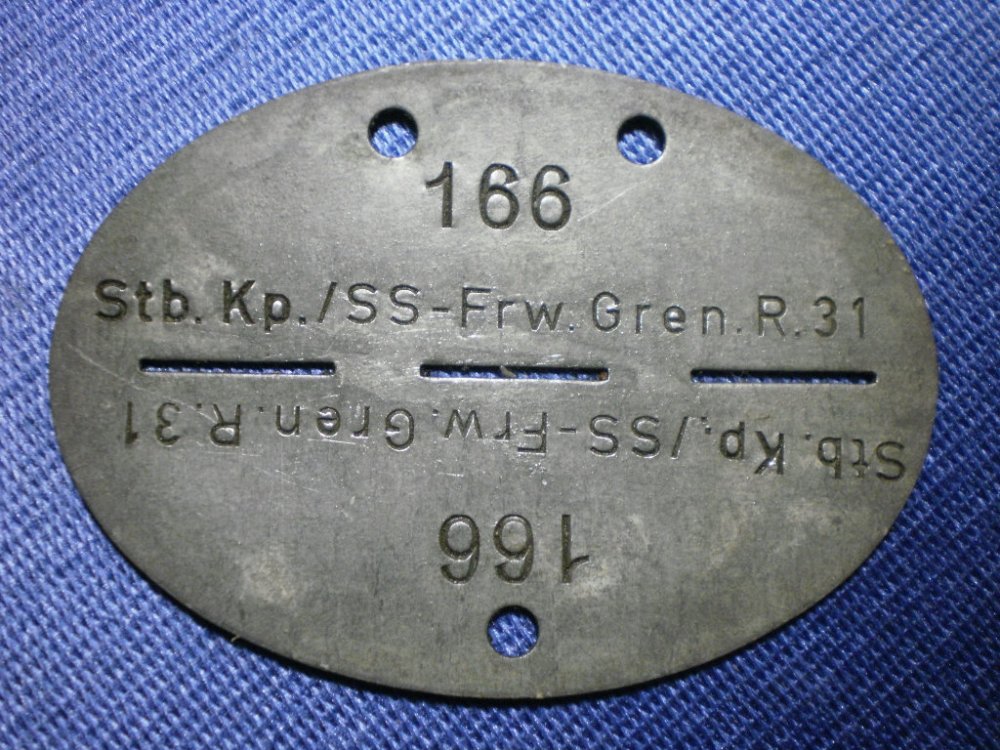 166
Stb. Kp./SS-Frw. Gren. R. 31
Stb. Kp./SS-Frw. Gren. R. 31
166